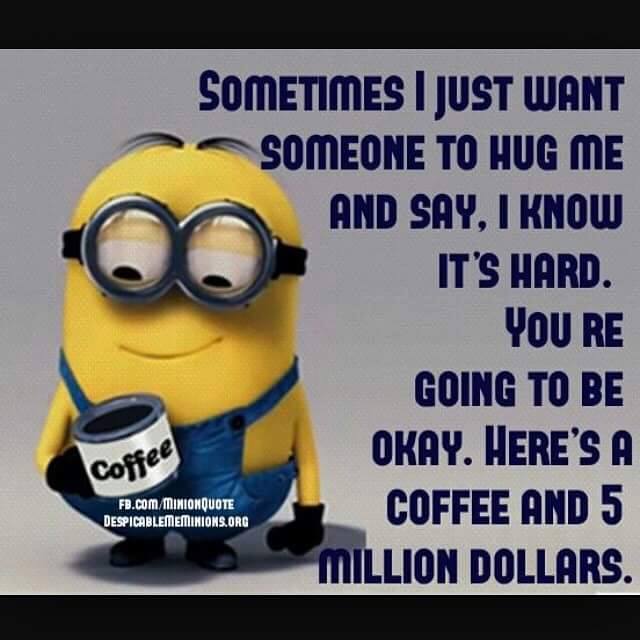 Sometimes I just want
someone to hug me
and say, I know
it's hard.
You re
going to be
okay. Here's a
coffee and 5
million dollars.
Coffee
fb.com/MinionQuote
DespicableMeMinions.org